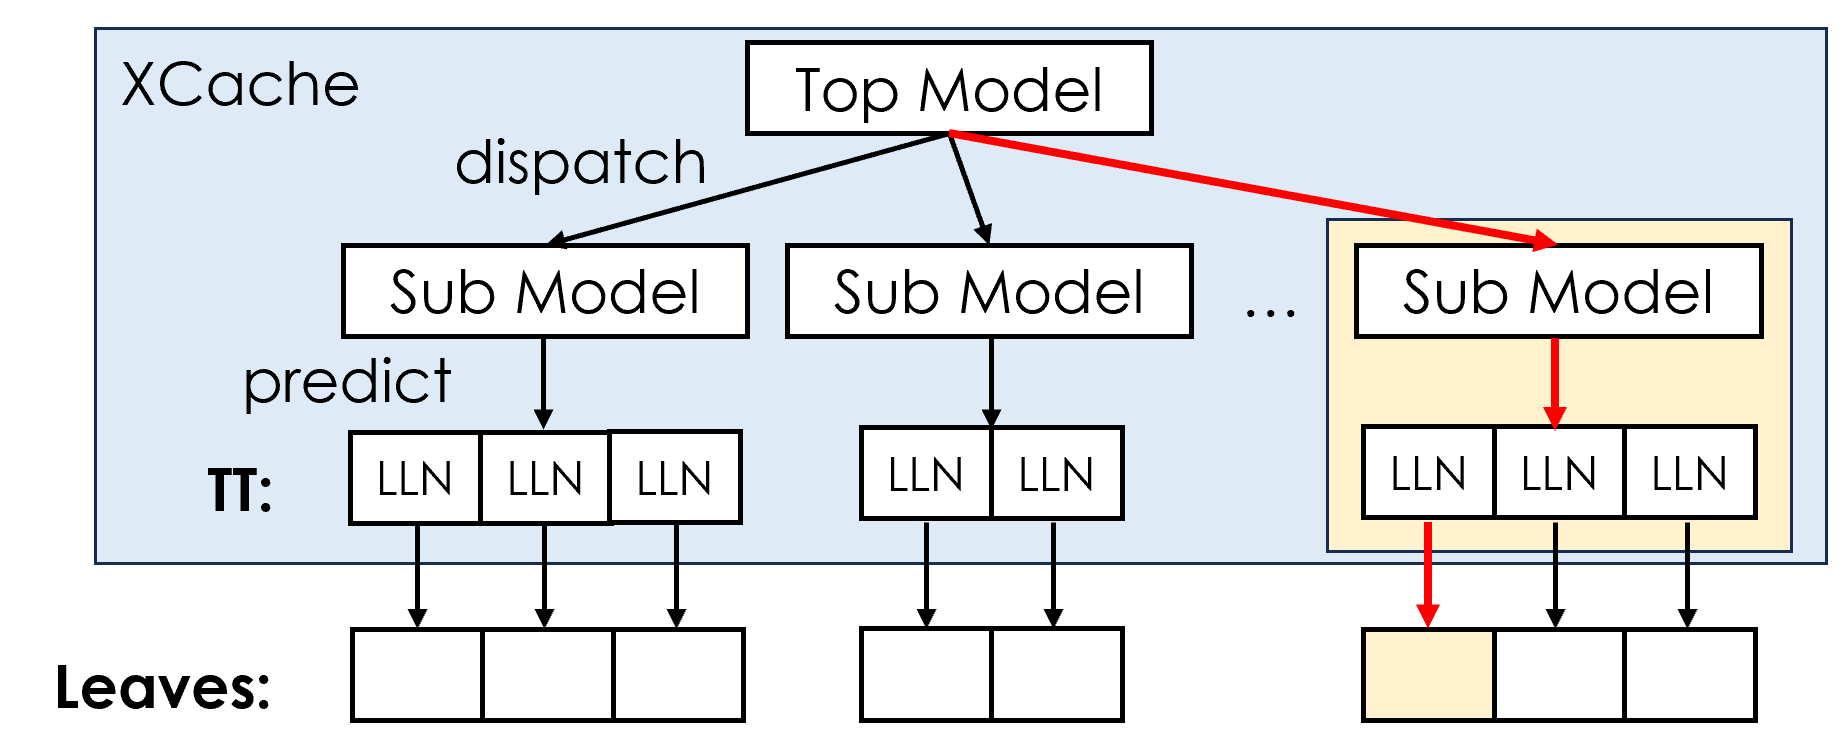 XCache
Top Model
dispatch
Sub Model Sub Model ... Sub Model
predict
TT: LLN LLN LLN LLN LLN LLN LLN LLN
Leaves: